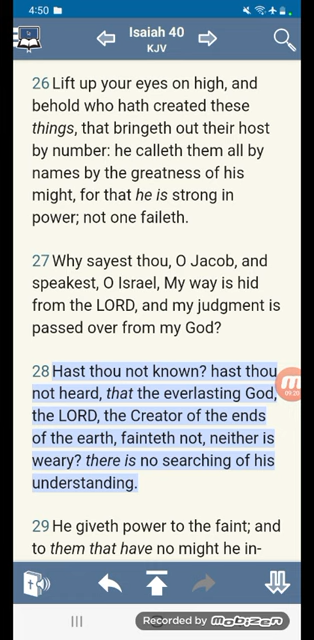 4:50
Isaiah 40
KJV
26 Lift up your eyes on high, and
behold who hath created these
things, that bringeth out their host
by number: he calleth them all by
names by the greatness of his
might, for that he is strong in
power; not one faileth.
27 Why sayest thou, O Jacob, and
speakest, O Israel, My way is hid
from the LORD, and my judgment is
passed over from my God?
28 Hast thou not known? hast thou
not heard, that the everlasting God,
the LORD, the Creator of the ends
of the earth, fainteth not, neither is
weary? there is no searching of his
understanding.
29 He giveth power to the faint; and
to them that have no might he in-
Recorded by mobizen